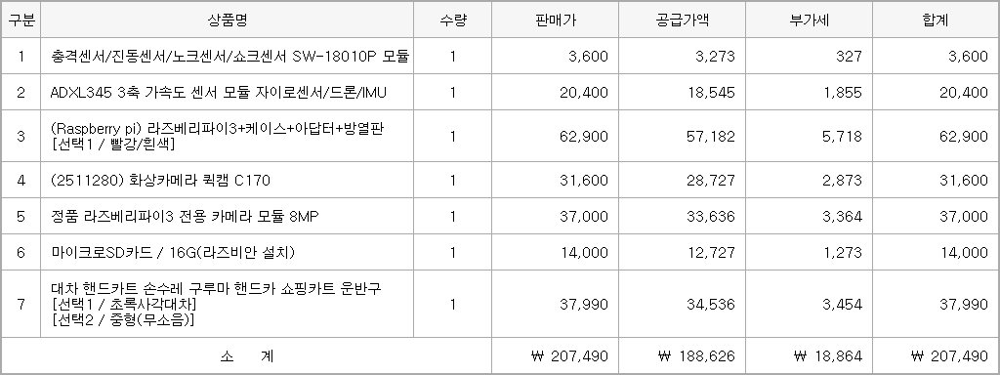 구분 상품명 수량 판매가 공급가액 부가세 합계
1 충격센서/진동센서/노크센서/쇼크센서 SW-18010P 모듈 1 3,600 3,273 327 3,600
2 ADXL345 3축 가속도 센서 모듈 자이로센서/드론/IMU 1 20,400 18,545 1,855 20,400
3 (Raspberry pi) 라즈베리파이3+케이스+아답터+방열판 1 62,900 57,182 5,718 62,900
[선택1 / 빨강/흰색]
4 (2511280) 화상카메라 퀵캠 C170 1 31,600 28,727 2,873 31,600
5 정품 라즈베리파이3 전용 카메라 모듈 8MP 1 37,000 33,636 3,364 37,000
6 마이크로SD카드 / 16G(라즈비안 설치) 1 14,000 12,727 1,273 14,000
7 대차 핸드카트 손수레 구루마 핸드카 쇼핑카트 운반구 1 37,990 34,536 3,454 37,990
[선택1 / 초록사각대차]
[선택2 / 중형(무소음)]
소 계 ₩ 207,490 ₩ 188,626 ₩ 18,864 ₩ 207,490